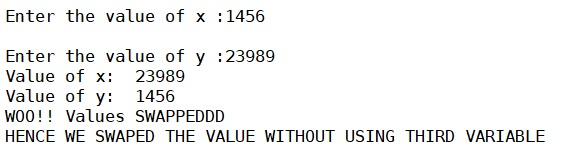 Enter the value of x :1456
Enter the value of y :23989
Value of x:  23989
Value of y:  1456
WOO!! Values SWAPPEDDD
HENCE WE SWAPED THE VALUE WITHOUT USING THIRD VARIABLE